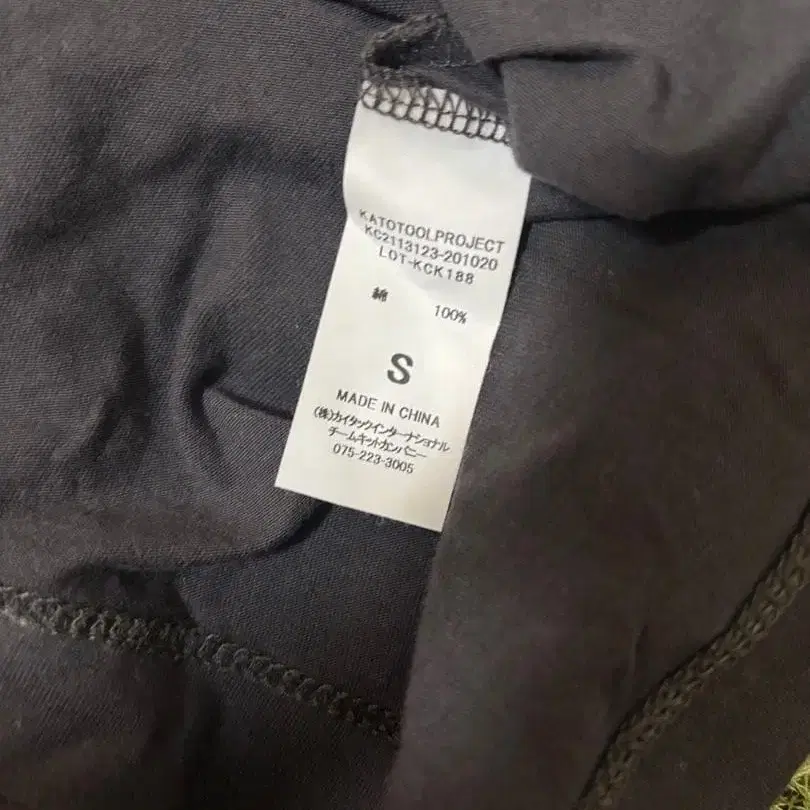 KATOTOOLPROJECT
KC2113123-201020
LOT-KCK188
綿 100%
S
MADE IN CHINA
(株)カイタックインターナショナル
チームキットカンパニー
075-223-3005